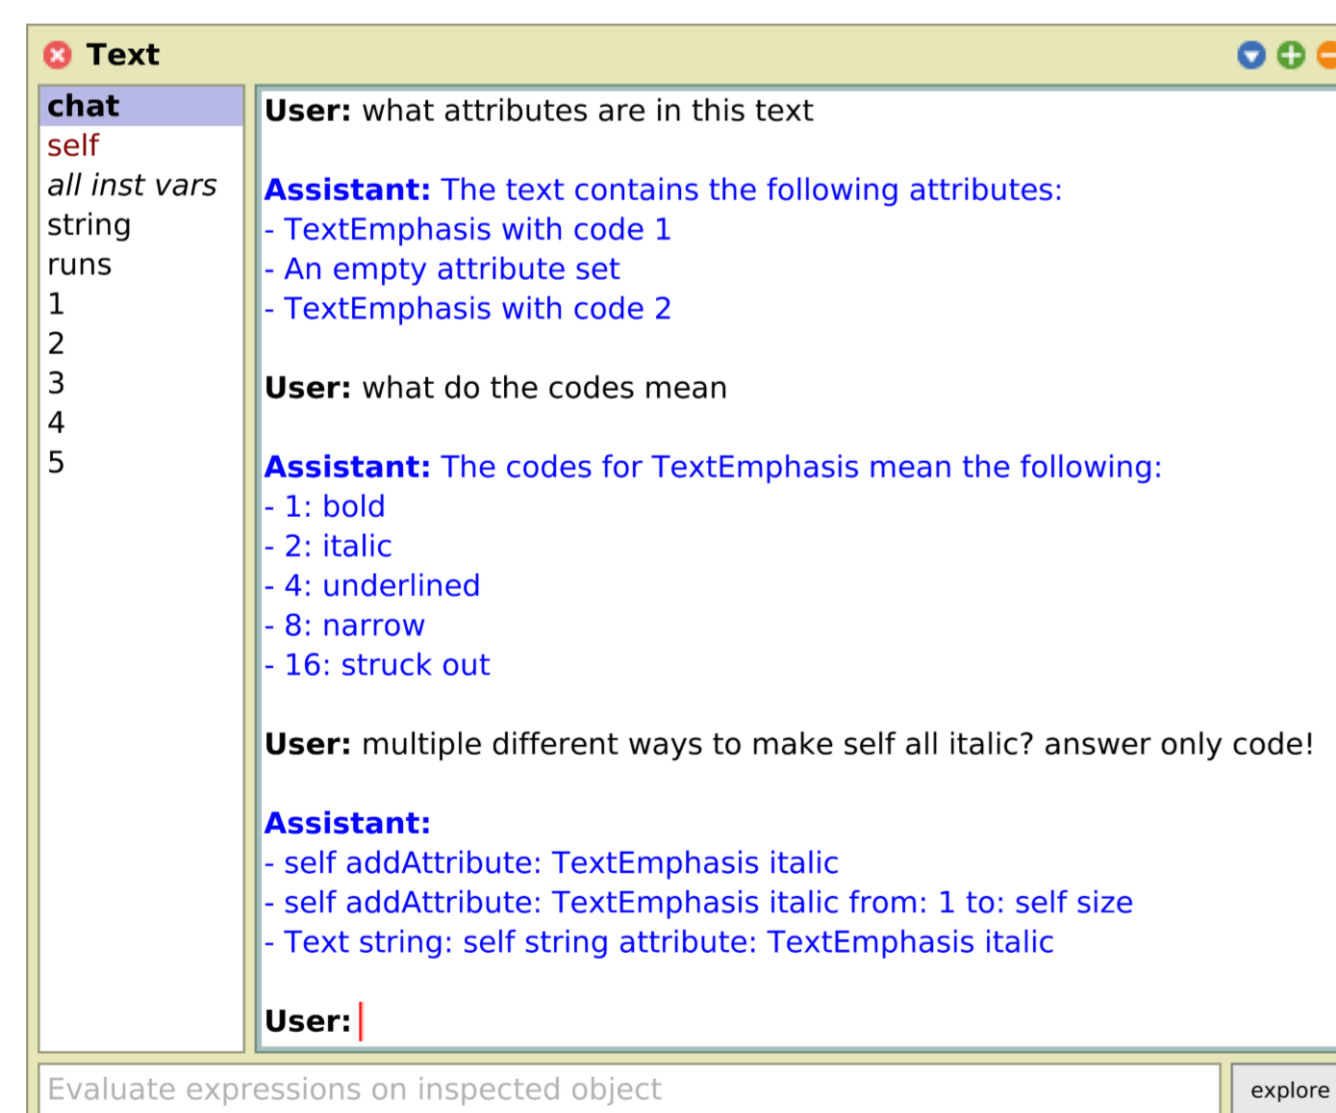 Text
chat
self
all inst vars
string
runs
1
2
3
4
5
User: what attributes are in this text
Assistant: The text contains the following attributes:
- TextEmphasis with code 1
- An empty attribute set
- TextEmphasis with code 2
User: what do the codes mean
Assistant: The codes for TextEmphasis mean the following:
- 1: bold
- 2: italic
- 4: underlined
- 8: narrow
- 16: struck out
User: multiple different ways to make self all italic? answer only code!
Assistant:
- self addAttribute: TextEmphasis italic
- self addAttribute: TextEmphasis italic from: 1 to: self size
- Text string: self string attribute: TextEmphasis italic
User:
Evaluate expressions on inspected object
explore